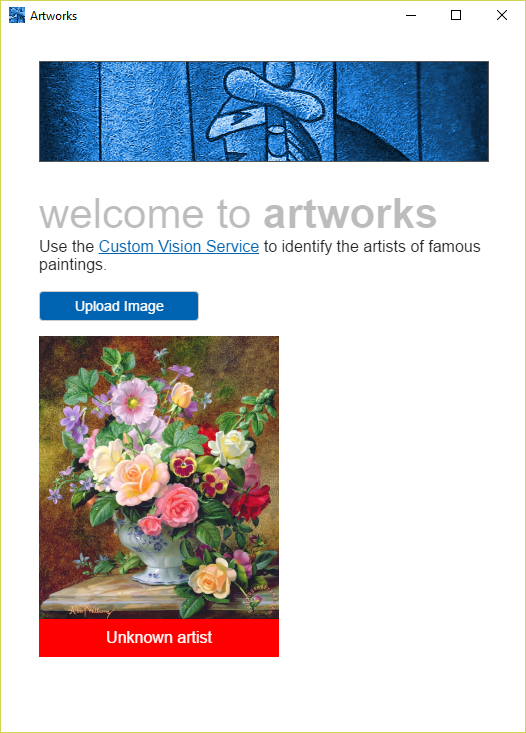 Artworks
welcome to artworks
Use the Custom Vision Service to identify the artists of famous
paintings.
Upload Image
Unknown artist